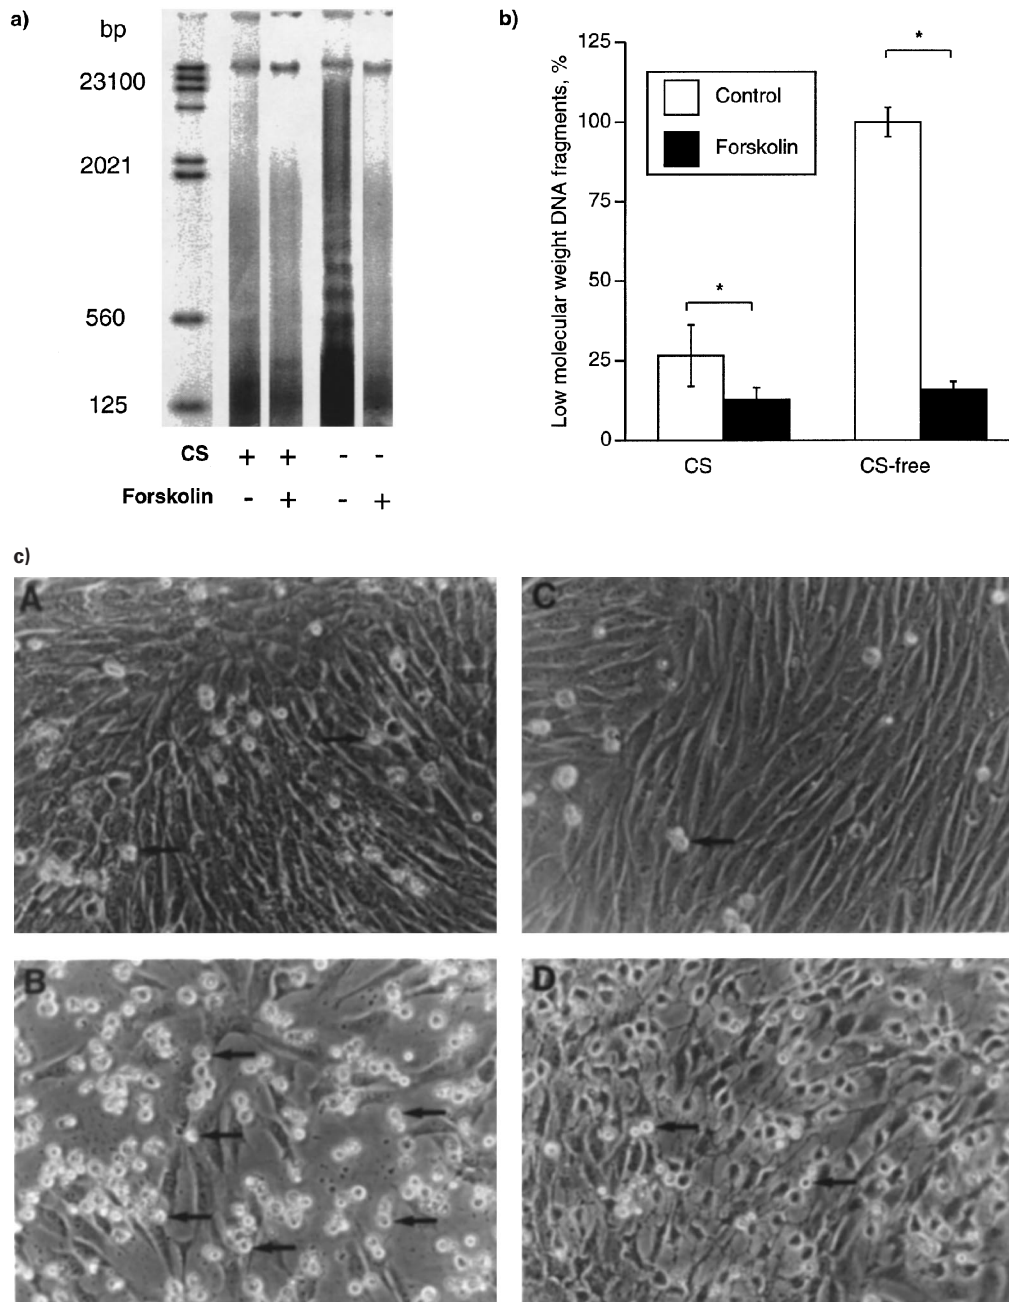 a)
bp
23100
2021
560
125
CS + + - -
Forskolin - + - +
b)
Low molecular weight DNA fragments, %
125
100
75
50
25
0
Control
Forskolin
*
*
CS
CS-free
c)
A
C
B
D